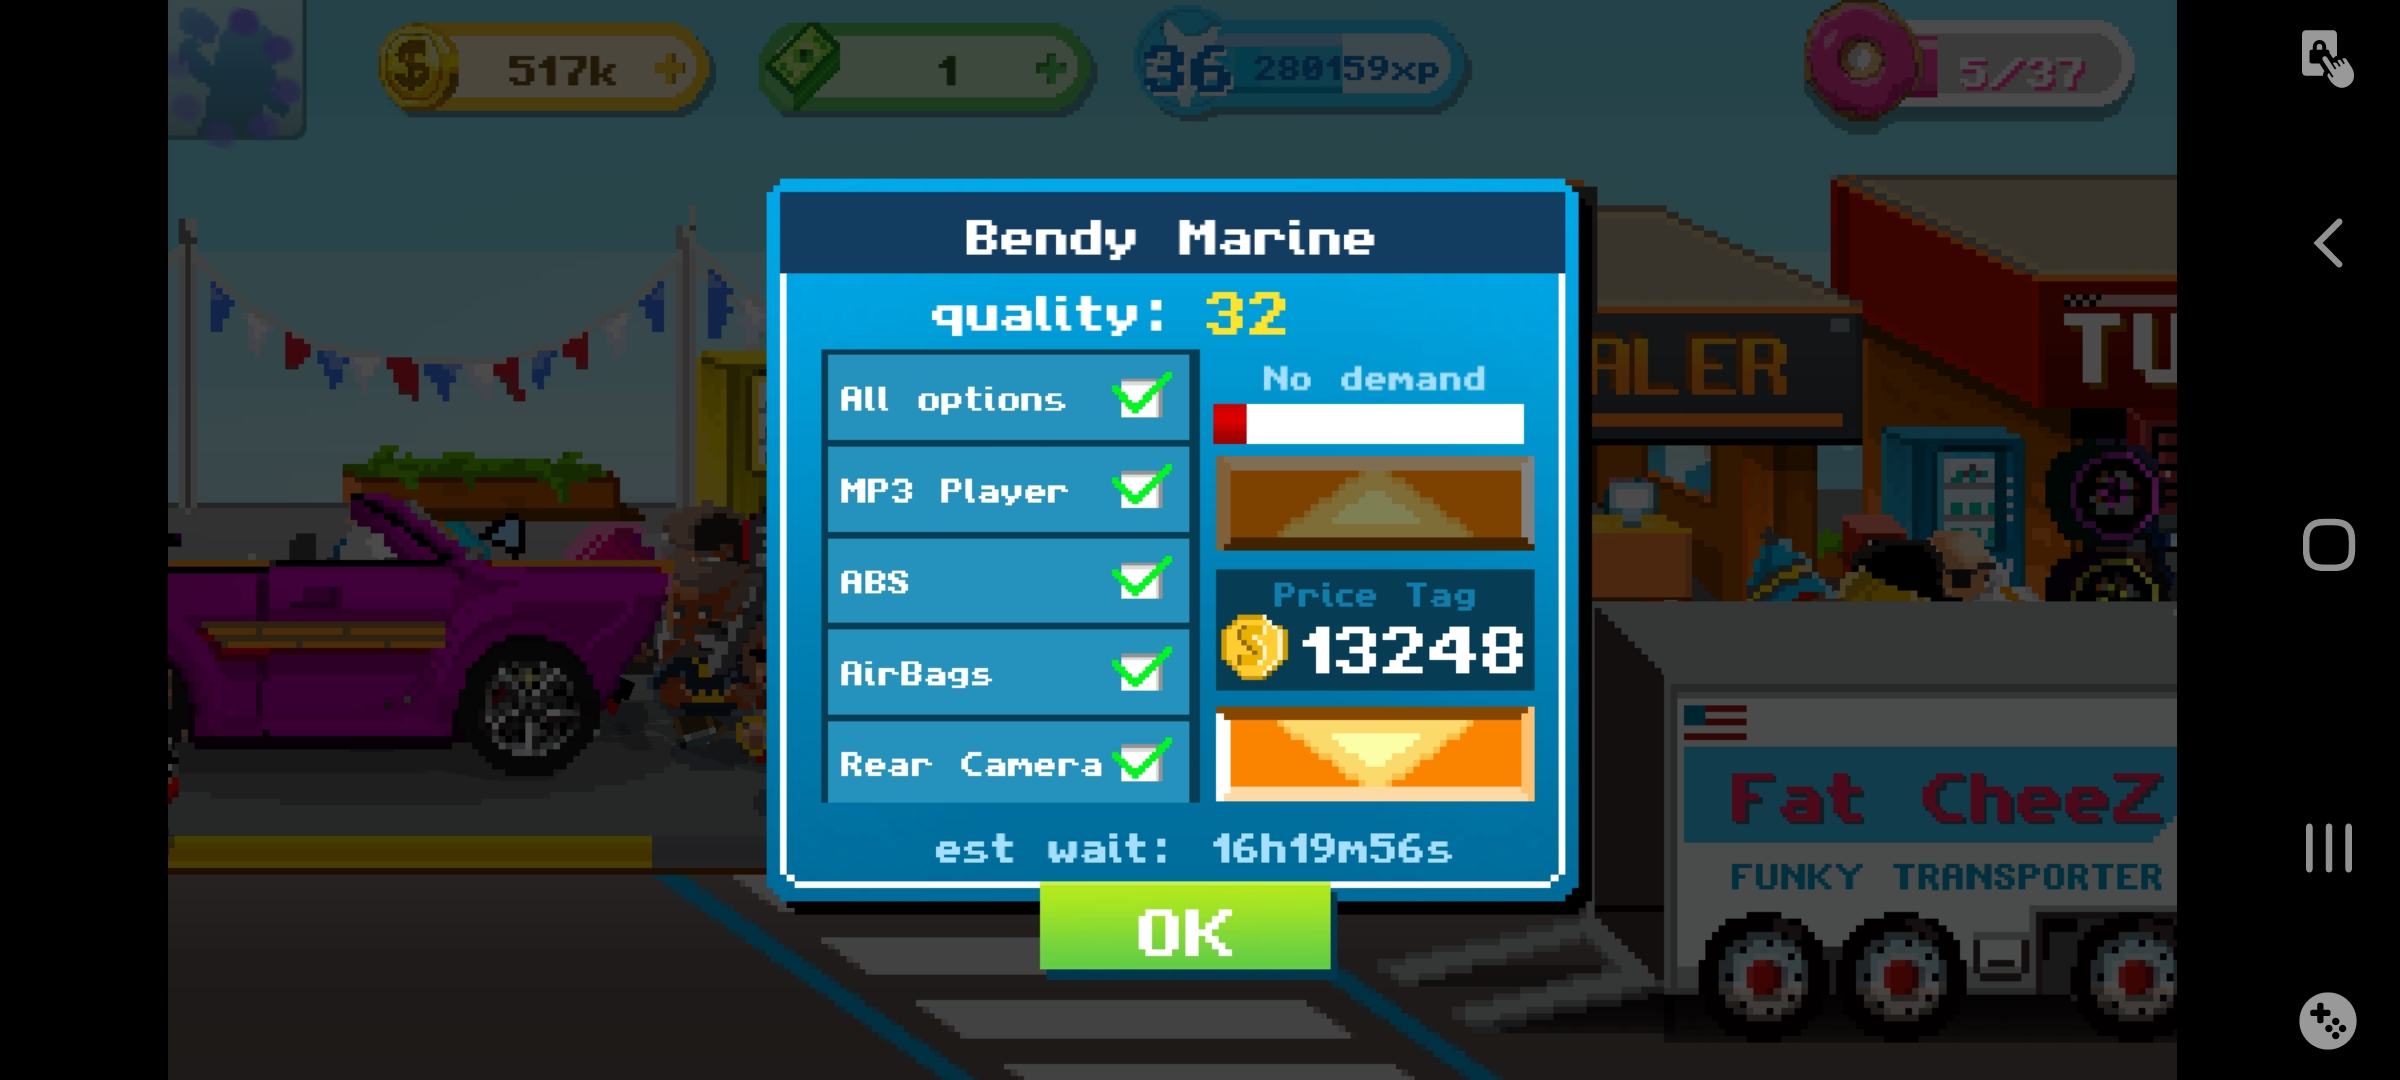 517k
1
36 280159xp
5/37
Bendy Marine
quality: 32
All options
MP3 Player
ABS
AirBags
Rear Camera
No demand
Price Tag
13248
est wait: 16h19m56s
OK
ALER
TU
Fat CheeZ
FUNKY TRANSPORTER